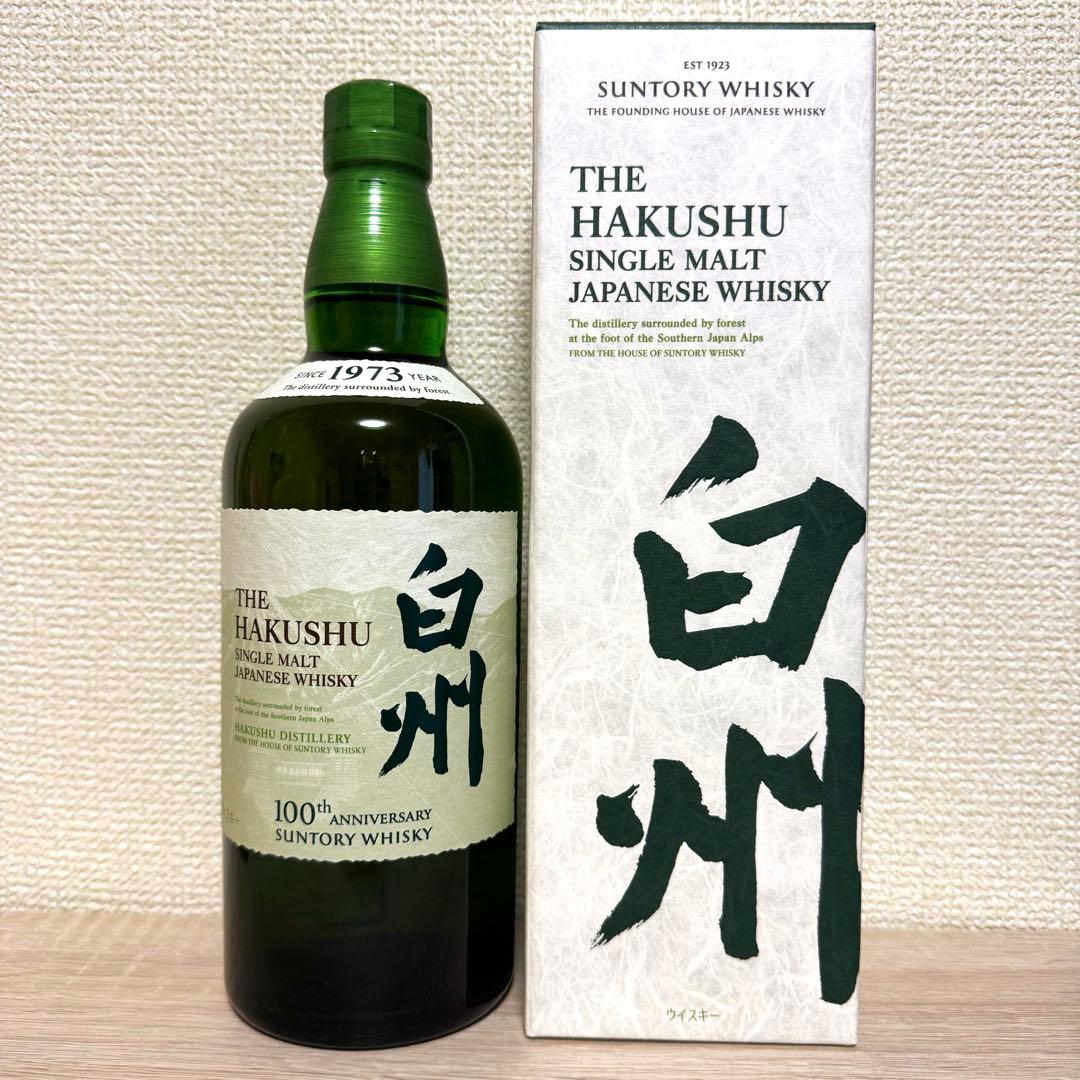 SINCE 1973 YEAR
The distillery surrounded by forest
THE
HAKUSHU
SINGLE MALT
JAPANESE WHISKY
The distillery surrounded by forest
at the foot of the Southern Japan Alps
HAKUSHU DISTILLERY
FROM THE HOUSE OF SUNTORY WHISKY
白州
100th ANNIVERSARY
SUNTORY WHISKY
スキー
EST 1923
SUNTORY WHISKY
THE FOUNDING HOUSE OF JAPANESE WHISKY
THE
HAKUSHU
SINGLE MALT
JAPANESE WHISKY
The distillery surrounded by forest
at the foot of the Southern Japan Alps
FROM THE HOUSE OF SUNTORY WHISKY
白州
ウイスキー